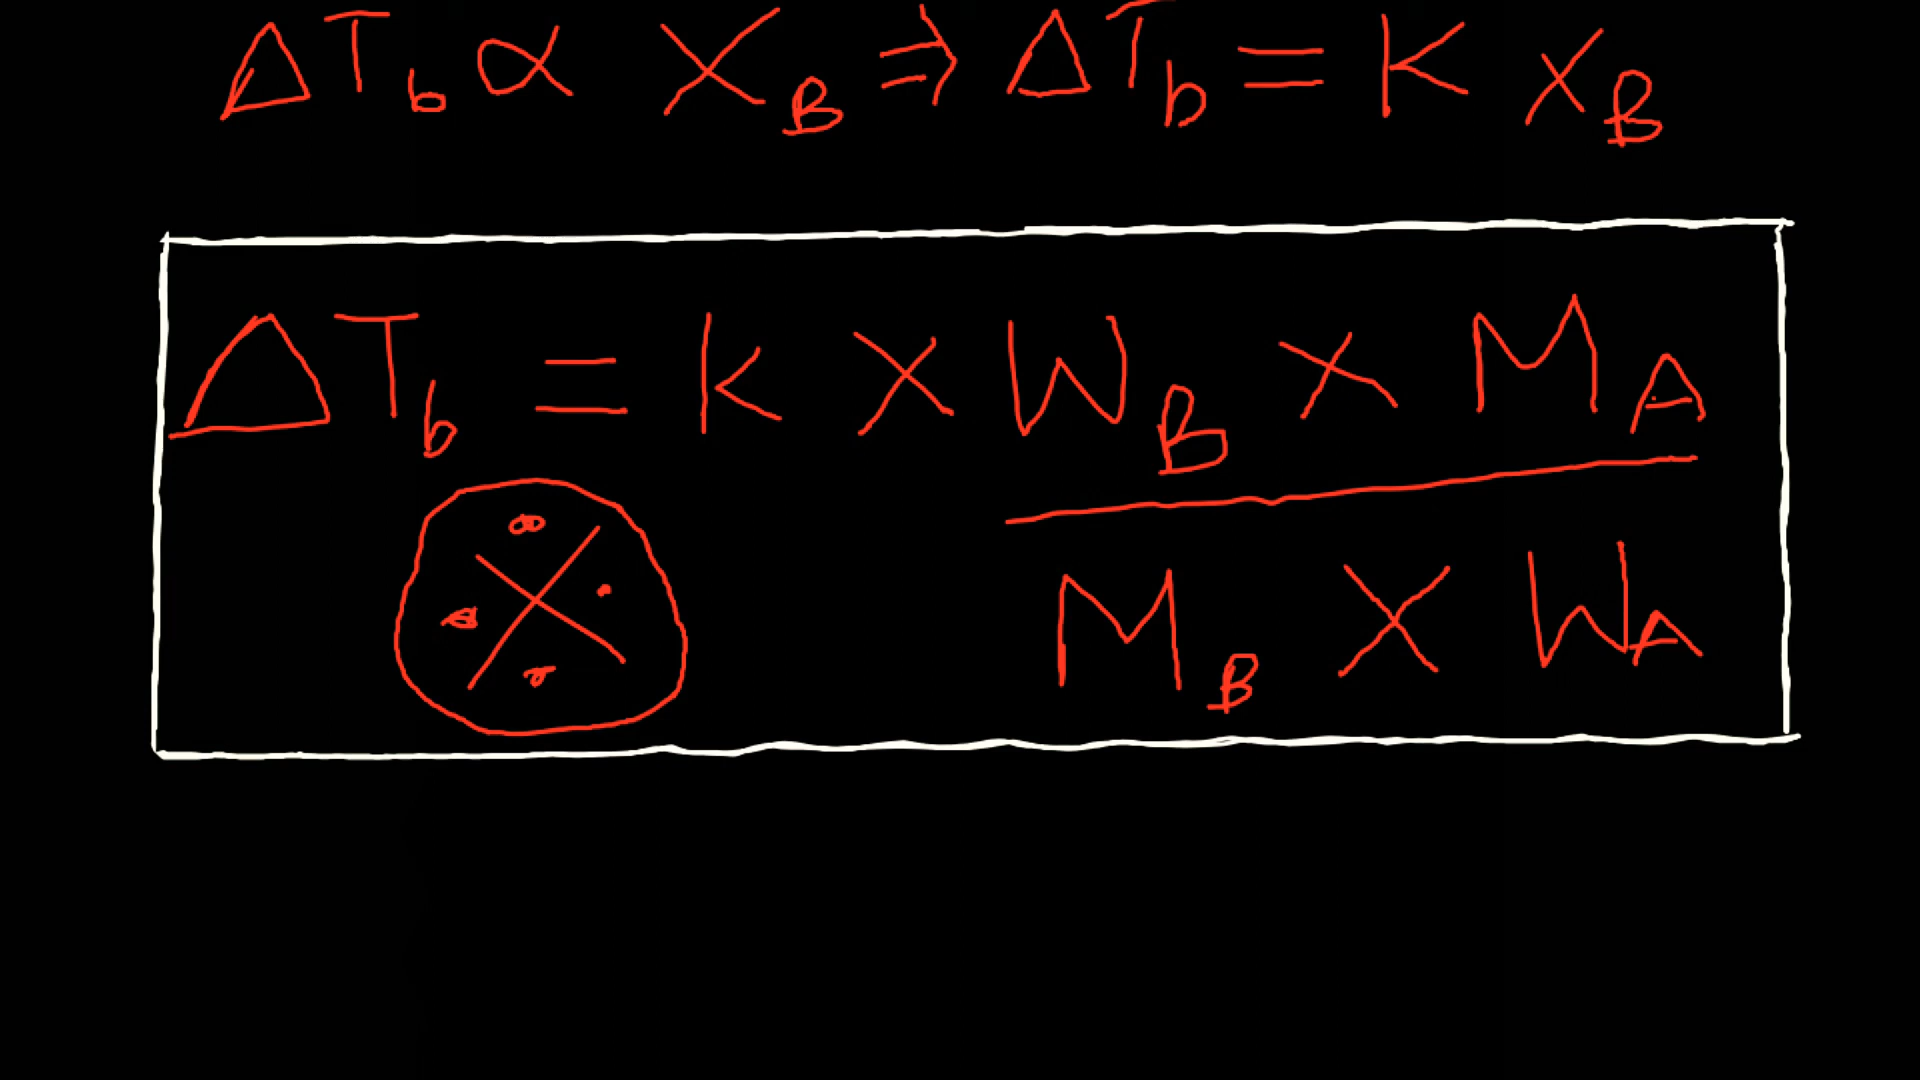 ΔT_b α X_B ⇒ ΔT_b = K X_B
ΔT_b = K × W_B × M_A
M_B × W_A